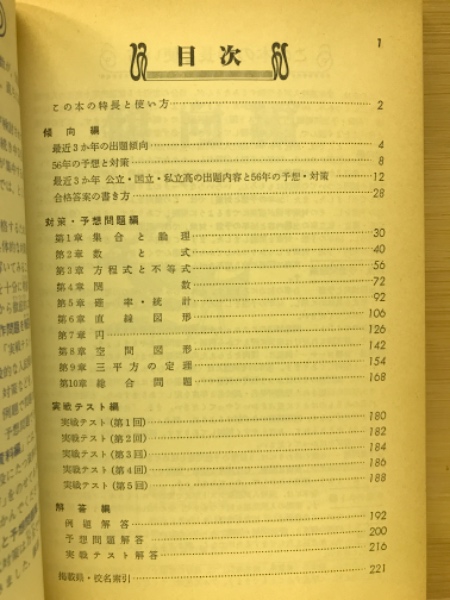 1
目次
この本の特長と使い方 2
傾向編
最近3か年の出題傾向 4
56年の予想と対策 8
最近3か年 公立・国立・私立高の出題内容と56年の予想・対策 12
合格答案の書き方 28
対策・予想問題編
第1章 集合と論理 30
第2章 数と式 40
第3章 方程式と不等式 56
第4章 関数 72
第5章 確率・統計 92
第6章 直線図形 106
第7章 円 126
第8章 空間図形 142
第9章 三平方の定理 154
第10章 総合問題 168
実戦テスト編
実戦テスト(第1回) 180
実戦テスト(第2回) 182
実戦テスト(第3回) 184
実戦テスト(第4回) 186
実戦テスト(第5回) 188
解答編
例題解答 192
予想問題解答 200
実戦テスト解答 216
掲載録・校名索引 221